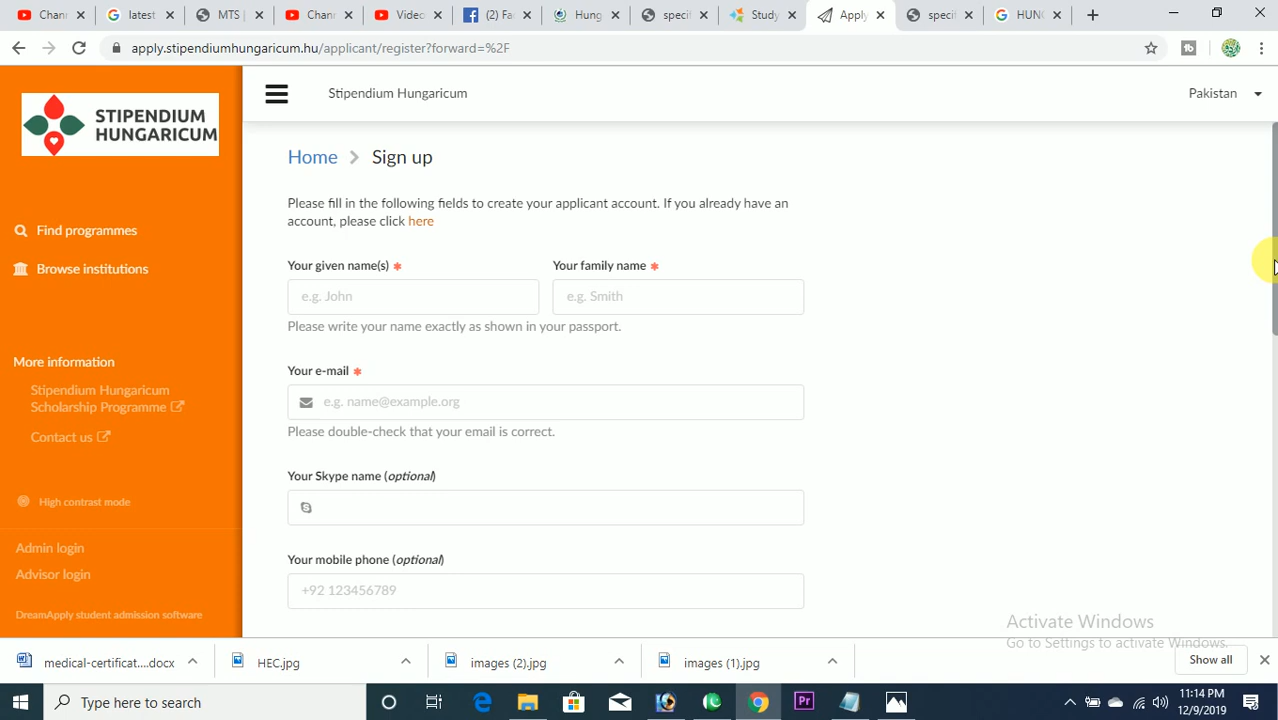 Chann
latest
MTS |
Chann
Video
(2) Fa
Hung
specif
Study
Apply
specif
HUNG
apply.stipendiumhungaricum.hu/applicant/register?forward=%2F
STIPENDIUM
HUNGARICUM
Stipendium Hungaricum
Pakistan
Home
Sign up
Please fill in the following fields to create your applicant account. If you already have an
account, please click here
Find programmes
Browse institutions
Your given name(s) *
Your family name *
e.g. John
e.g. Smith
Please write your name exactly as shown in your passport.
More information
Stipendium Hungaricum
Scholarship Programme
Contact us
Your e-mail *
e.g. name@example.org
Please double-check that your email is correct.
Your Skype name (optional)
High contrast mode
Admin login
Advisor login
DreamApply student admission software
Your mobile phone (optional)
+92 123456789
Activate Windows
Go to Settings to activate Windows.
medical-certificat....docx
HEC.jpg
images (2).jpg
images (1).jpg
Show all
Type here to search
Pr
11:14 PM
12/9/2019